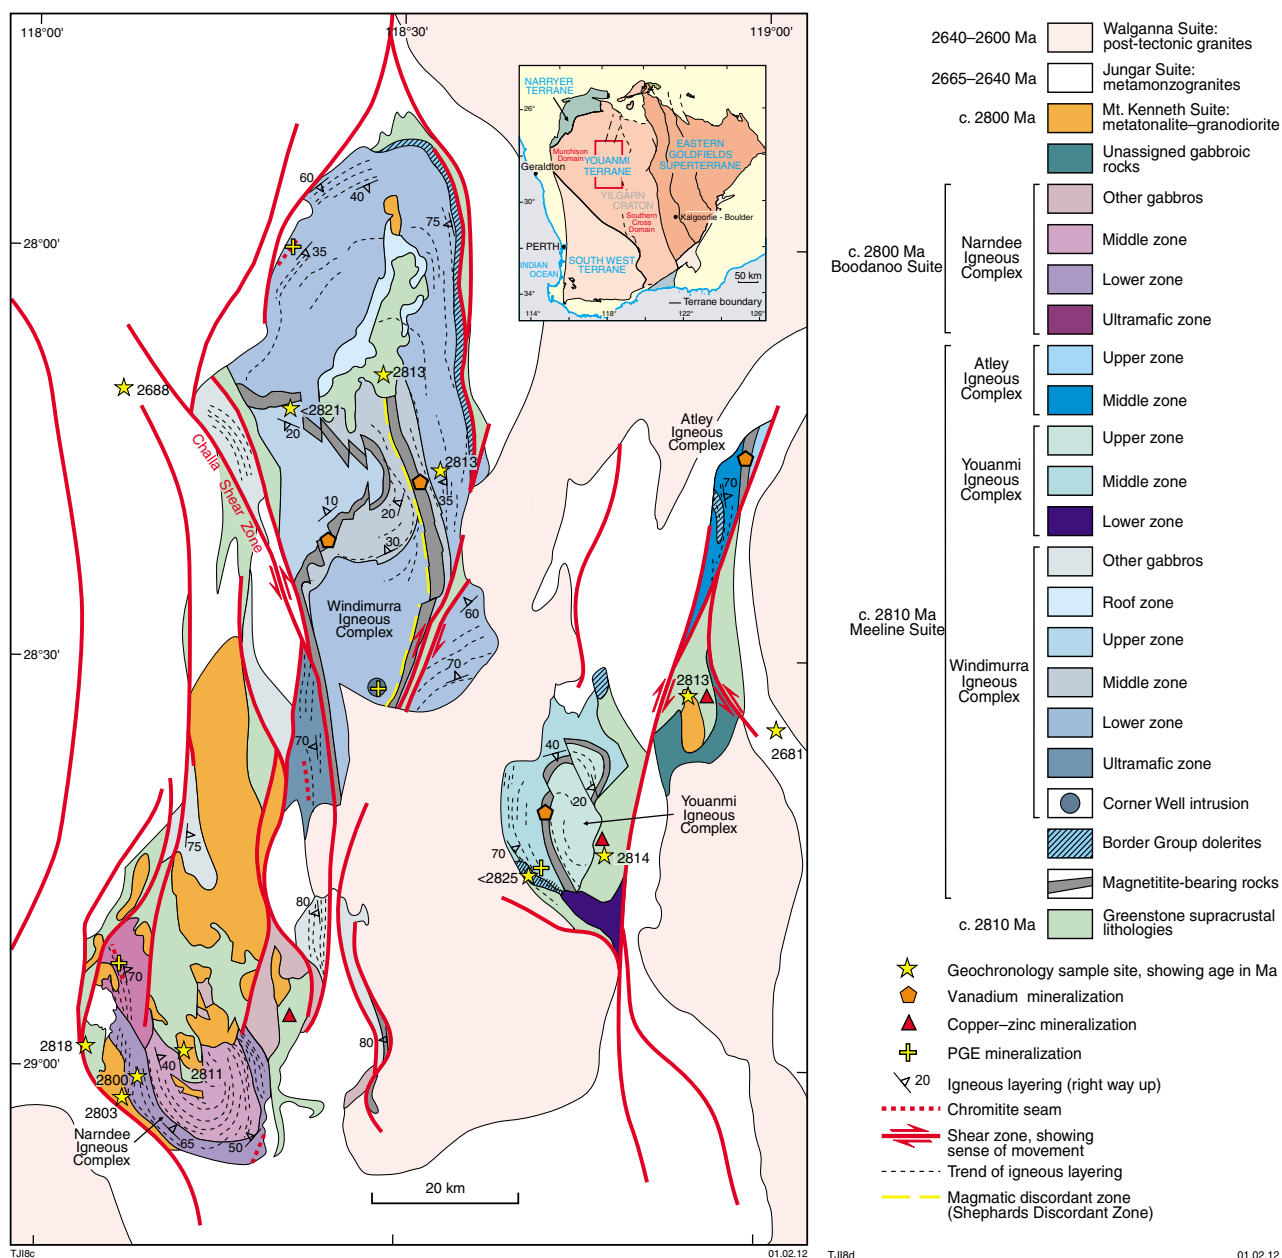 118°00'
118°30'
119°00'
28°00'
28°30'
29°00'
NARRYER
TERRANE
26°
Murchison
Domain
YOUANMI
TERRANE
EASTERN
GOLDFIELDS
SUPERTERRANE
Geraldton
30°
YILGARN
CRATON
Southern
Cross
Domain
Kalgoorlie - Boulder
PERTH
INDIAN
OCEAN
SOUTH WEST
TERRANE
50 km
34°
Terrane boundary
114°
118°
122°
126°
60
40
75
35
2813
2688
<2821
20
Challa Shear Zone
2813
35
10
20
30
Atley
Igneous
Complex
70
Windimurra
Igneous
Complex
60
70
2813
2681
70
40
20
Youanmi
Igneous
Complex
75
70
2814
<2825
80
70
80
2818
40
2811
2800
2803
Narndee
Igneous
Complex
65
50
20 km
TJI8c
01.02.12
2640–2600 Ma
Walganna Suite:
post-tectonic granites
2665–2640 Ma
Jungar Suite:
metamonzogranites
c. 2800 Ma
Mt. Kenneth Suite:
metatonalite–granodiorite
Unassigned gabbroic
rocks
c. 2800 Ma
Boodanoo Suite
Narndee
Igneous
Complex
Other gabbros
Middle zone
Lower zone
Ultramafic zone
c. 2810 Ma
Meeline Suite
Atley
Igneous
Complex
Upper zone
Middle zone
Youanmi
Igneous
Complex
Upper zone
Middle zone
Lower zone
Windimurra
Igneous
Complex
Other gabbros
Roof zone
Upper zone
Middle zone
Lower zone
Ultramafic zone
Corner Well intrusion
Border Group dolerites
Magnetitite-bearing rocks
c. 2810 Ma
Greenstone supracrustal
lithologies
Geochronology sample site, showing age in Ma
Vanadium mineralization
Copper–zinc mineralization
PGE mineralization
20
Igneous layering (right way up)
Chromitite seam
Shear zone, showing
sense of movement
Trend of igneous layering
Magmatic discordant zone
(Shephards Discordant Zone)
TJI8d
01.02.12